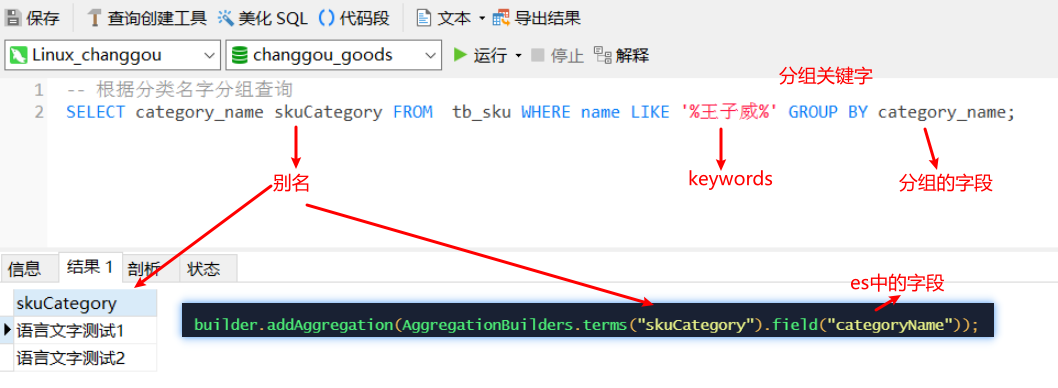 保存 查询创建工具 美化 SQL () 代码段 文本 导出结果
Linux_changgou changgou_goods 运行 停止 解释
分组关键字
1 -- 根据分类名字分组查询
2 SELECT category_name skuCategory FROM tb_sku WHERE name LIKE '%王子威%' GROUP BY category_name;
别名 keywords 分组的字段
信息 结果 1 剖析 状态
es中的字段
skuCategory
builder.addAggregation(AggregationBuilders.terms("skuCategory").field("categoryName"));
语言文字测试1
语言文字测试2